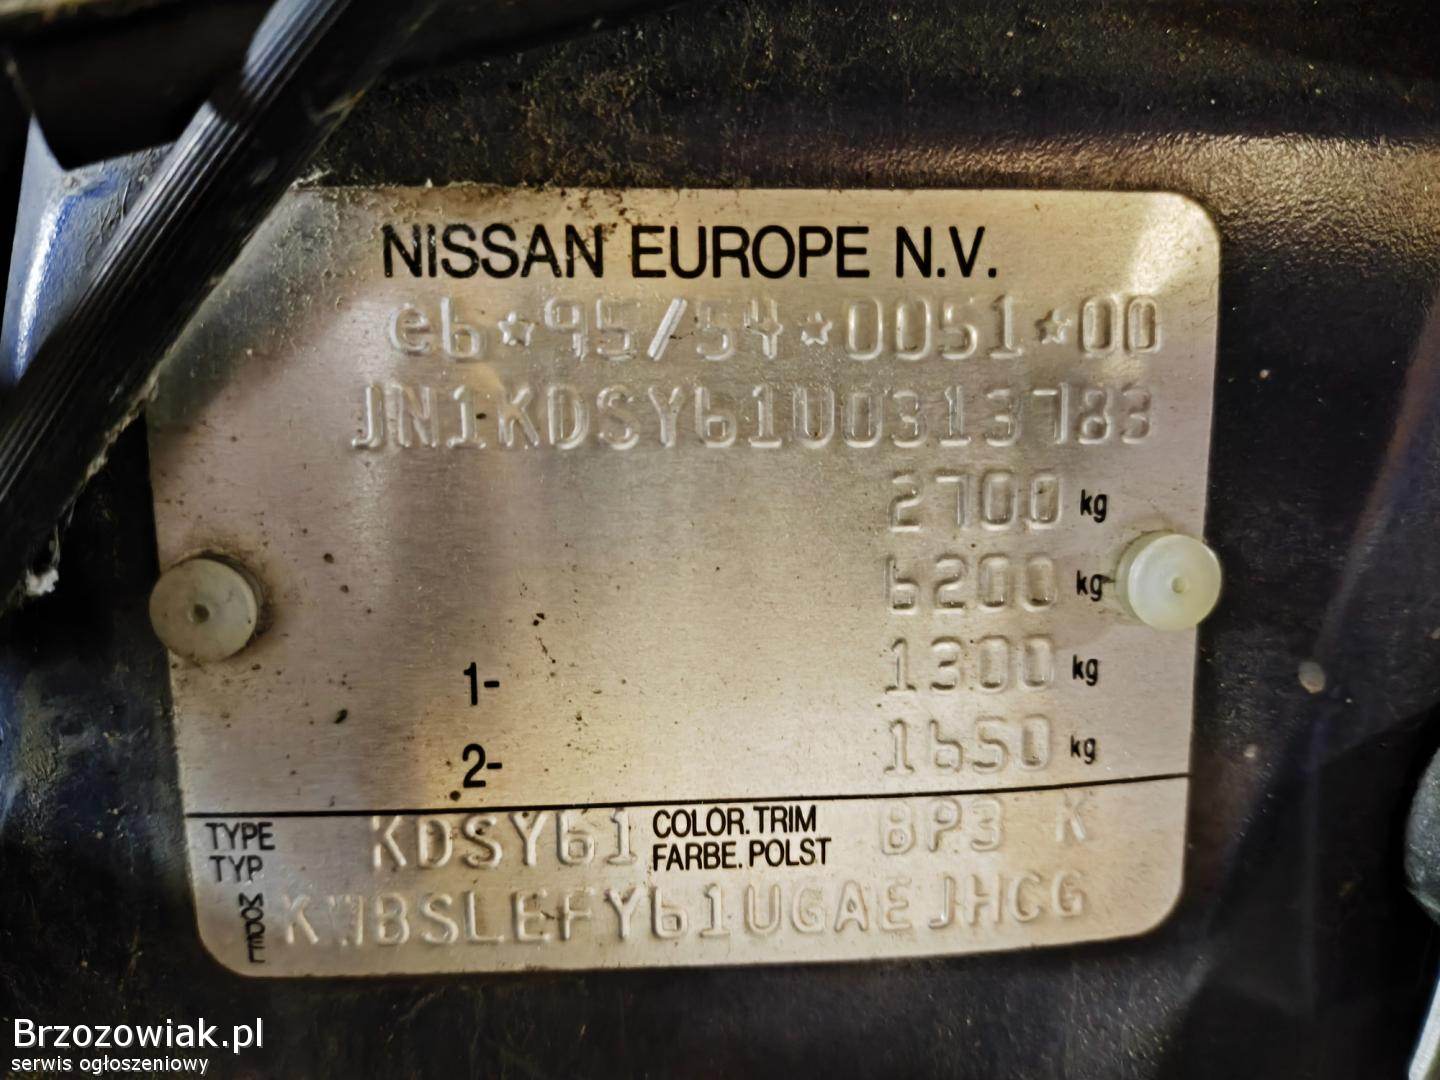 NISSAN EUROPE N.V.
e6*95/54*0051*00
JN1KDSY61U0313783
2700 kg
6200 kg
1- 1300 kg
2- 1650 kg
TYPE TYP KDSY61 COLOR.TRIM FARBE.POLST BP3 K
MODEL KWBSLEFY61UGAEJHCG
Brzozowiak.pl
serwis ogłoszeniowy